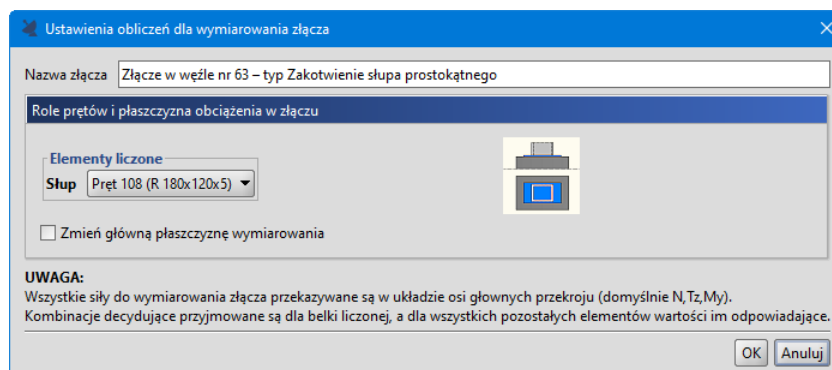 Ustawienia obliczeń dla wymiarowania złącza
Nazwa złącza Złącze w węźle nr 63 – typ Zakotwienie słupa prostokątnego
Role prętów i płaszczyzna obciążenia w złączu
Elementy liczone
Słup Pręt 108 (R 180x120x5)
Zmień główną płaszczyznę wymiarowania
UWAGA:
Wszystkie siły do wymiarowania złącza przekazywane są w układzie osi głownych przekroju (domyślnie N,Tz,My).
Kombinacje decydujące przyjmowane są dla belki liczonej, a dla wszystkich pozostałych elementów wartości im odpowiadające.
OK Anuluj